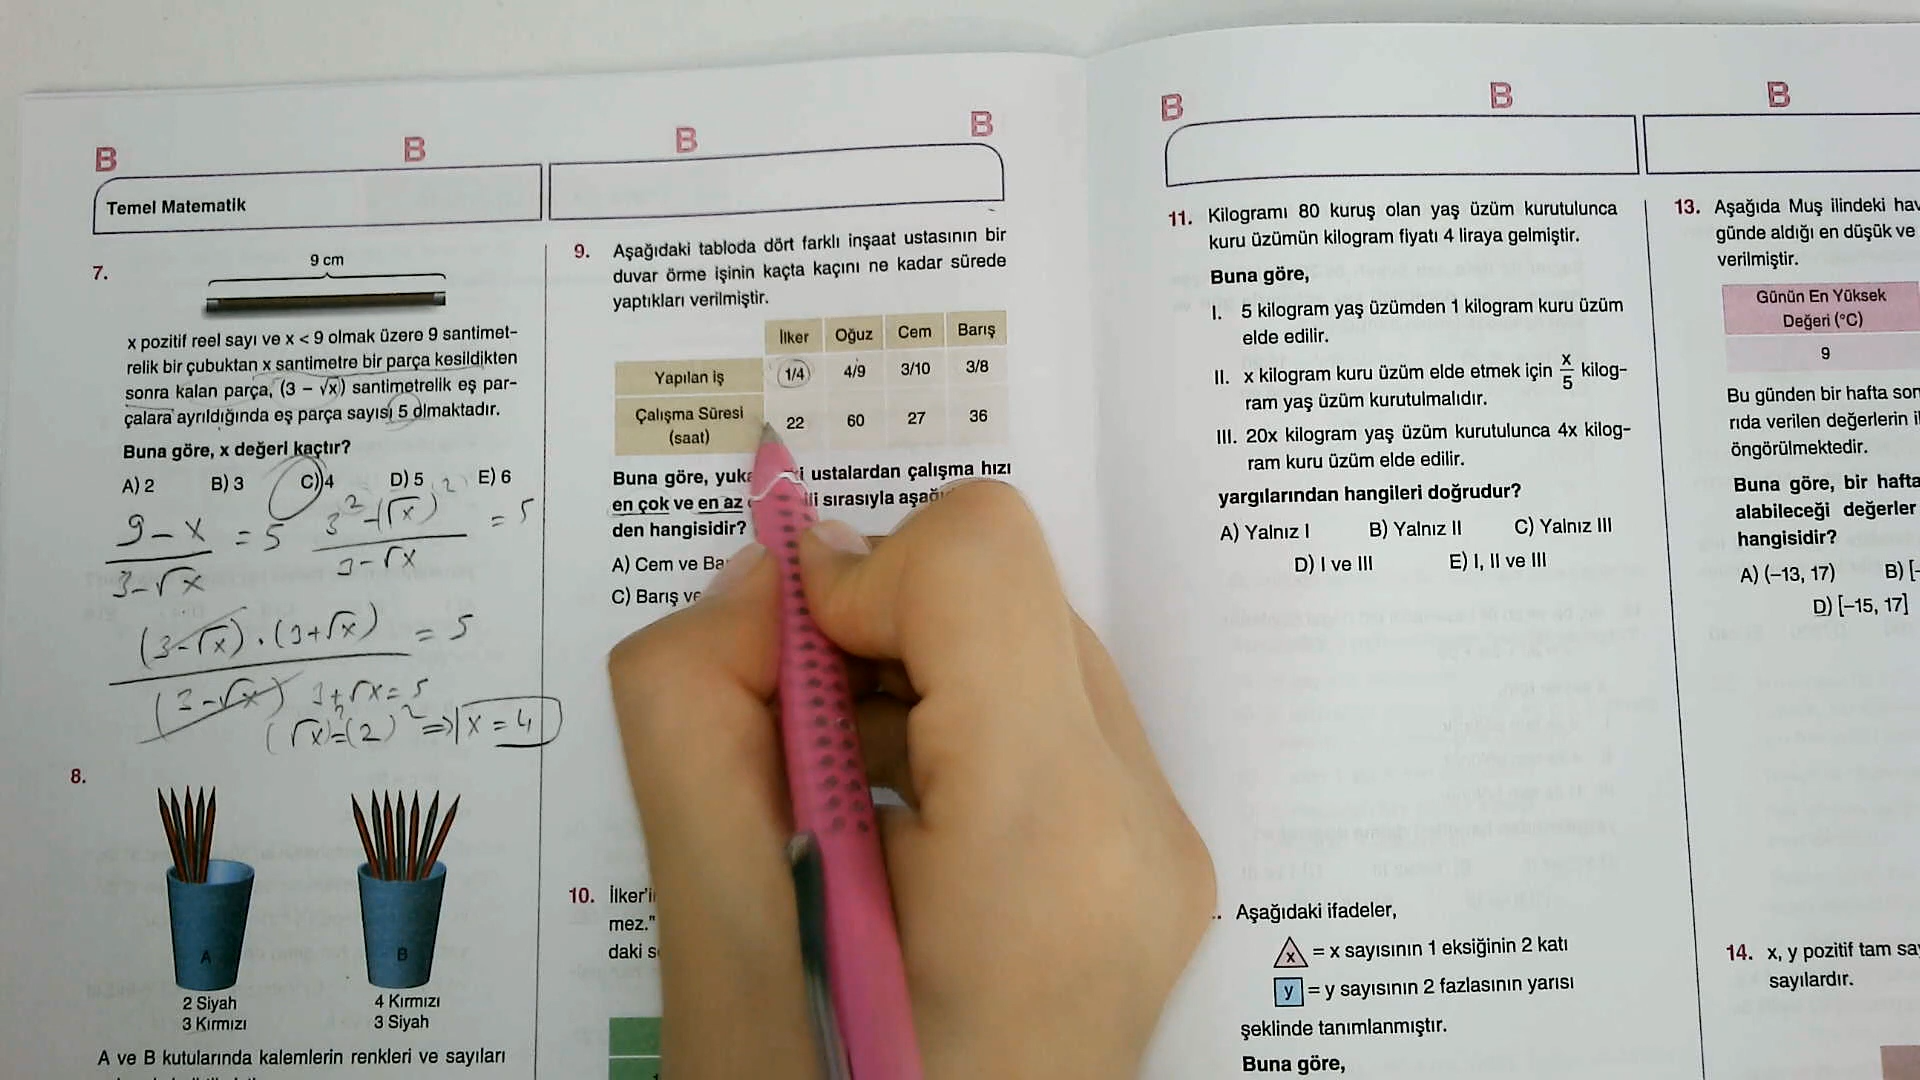 B B B B B B B
Temel Matematik
7.
9 cm
x pozitif reel sayı ve x < 9 olmak üzere 9 santimet-
relik bir çubuktan x santimetre bir parça kesildikten
sonra kalan parça, (3 – √x) santimetrelik eş par-
çalara ayrıldığında eş parça sayısı 5 olmaktadır.
Buna göre, x değeri kaçtır?
A) 2 B) 3 C) 4 D) 5 E) 6
9 – x / 3 – √x = 5
3² – (√x)² / 3 – √x = 5
(3 – √x) . (3 + √x) / (3 – √x) = 5
3 + √x = 5
(√x)² = (2)² ⇒ x = 4
8.
A B
2 Siyah 4 Kırmızı
3 Kırmızı 3 Siyah
A ve B kutularında kalemlerin renkleri ve sayıları
9. Aşağıdaki tabloda dört farklı inşaat ustasının bir
duvar örme işinin kaçta kaçını ne kadar sürede
yaptıkları verilmiştir.
İlker Oğuz Cem Barış
Yapılan iş 1/4 4/9 3/10 3/8
Çalışma Süresi
(saat) 22 60 27 36
Buna göre, ustalardan çalışma hızı
en çok ve en az sırasıyla
den hangisidir?
A) Cem ve
C) Barış
10. 
mez."
daki
11. Kilogramı 80 kuruş olan yaş üzüm kurutulunca
kuru üzümün kilogram fiyatı 4 liraya gelmiştir.
Buna göre,
I. 5 kilogram yaş üzümden 1 kilogram kuru üzüm
elde edilir.
II. x kilogram kuru üzüm elde etmek için x/5 kilog-
ram yaş üzüm kurutulmalıdır.
III. 20x kilogram yaş üzüm kurutulunca 4x kilog-
ram kuru üzüm elde edilir.
yargılarından hangileri doğrudur?
A) Yalnız I B) Yalnız II C) Yalnız III
D) I ve III E) I, II ve III
Aşağıdaki ifadeler,
x = x sayısının 1 eksiğinin 2 katı
y = y sayısının 2 fazlasının yarısı
şeklinde tanımlanmıştır.
Buna göre,
13. Aşağıda Muş ilindeki
günde aldığı en düşük ve
verilmiştir.
Günün En Yüksek
Değeri (°C)
9
Bu günden bir hafta
rıda verilen değerlerin
öngörülmektedir.
Buna göre, bir hafta
alabileceği değerler
hangisidir?
A) (–13, 17) B) [–
D) [–15, 17]
14. x, y pozitif tam
sayılardır.